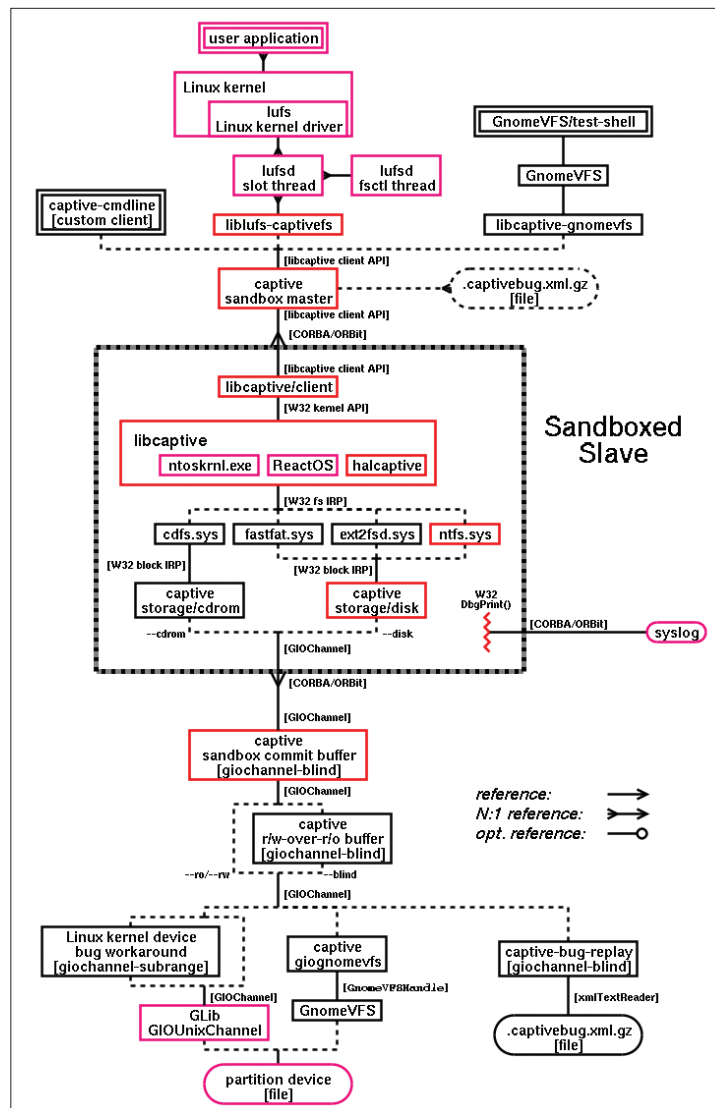 user application
Linux kernel
lufs
Linux kernel driver
GnomeVFS/test-shell
lufsd
slot thread
lufsd
fsctl thread
GnomeVFS
captive-cmdline
[custom client]
liblufs-captivefs
libcaptive-gnomevfs
[libcaptive client API]
captive
sandbox master
.captivebug.xml.gz
[file]
[libcaptive client API]
[CORBA/ORBit]
[libcaptive client API]
libcaptive/client
[W32 kernel API]
libcaptive
ntoskrnl.exe
ReactOS
halcaptive
Sandboxed
Slave
[W32 fs IRP]
cdfs.sys
fastfat.sys
ext2fsd.sys
ntfs.sys
[W32 block IRP]
[W32 block IRP]
captive
storage/cdrom
captive
storage/disk
W32
DbgPrint()
--cdrom
--disk
[CORBA/ORBit]
syslog
[GIOChannel]
[CORBA/ORBit]
[GIOChannel]
captive
sandbox commit buffer
[giochannel-blind]
[GIOChannel]
reference:
N:1 reference:
opt. reference:
captive
r/w-over-r/o buffer
[giochannel-blind]
--ro/--rw
--blind
[GIOChannel]
Linux kernel device
bug workaround
[giochannel-subrange]
captive
giognomevfs
captive-bug-replay
[giochannel-blind]
[GIOChannel]
[GnomeVFSHandle]
[xmlTextReader]
GLib
GIOUnixChannel
GnomeVFS
.captivebug.xml.gz
[file]
partition device
[file]